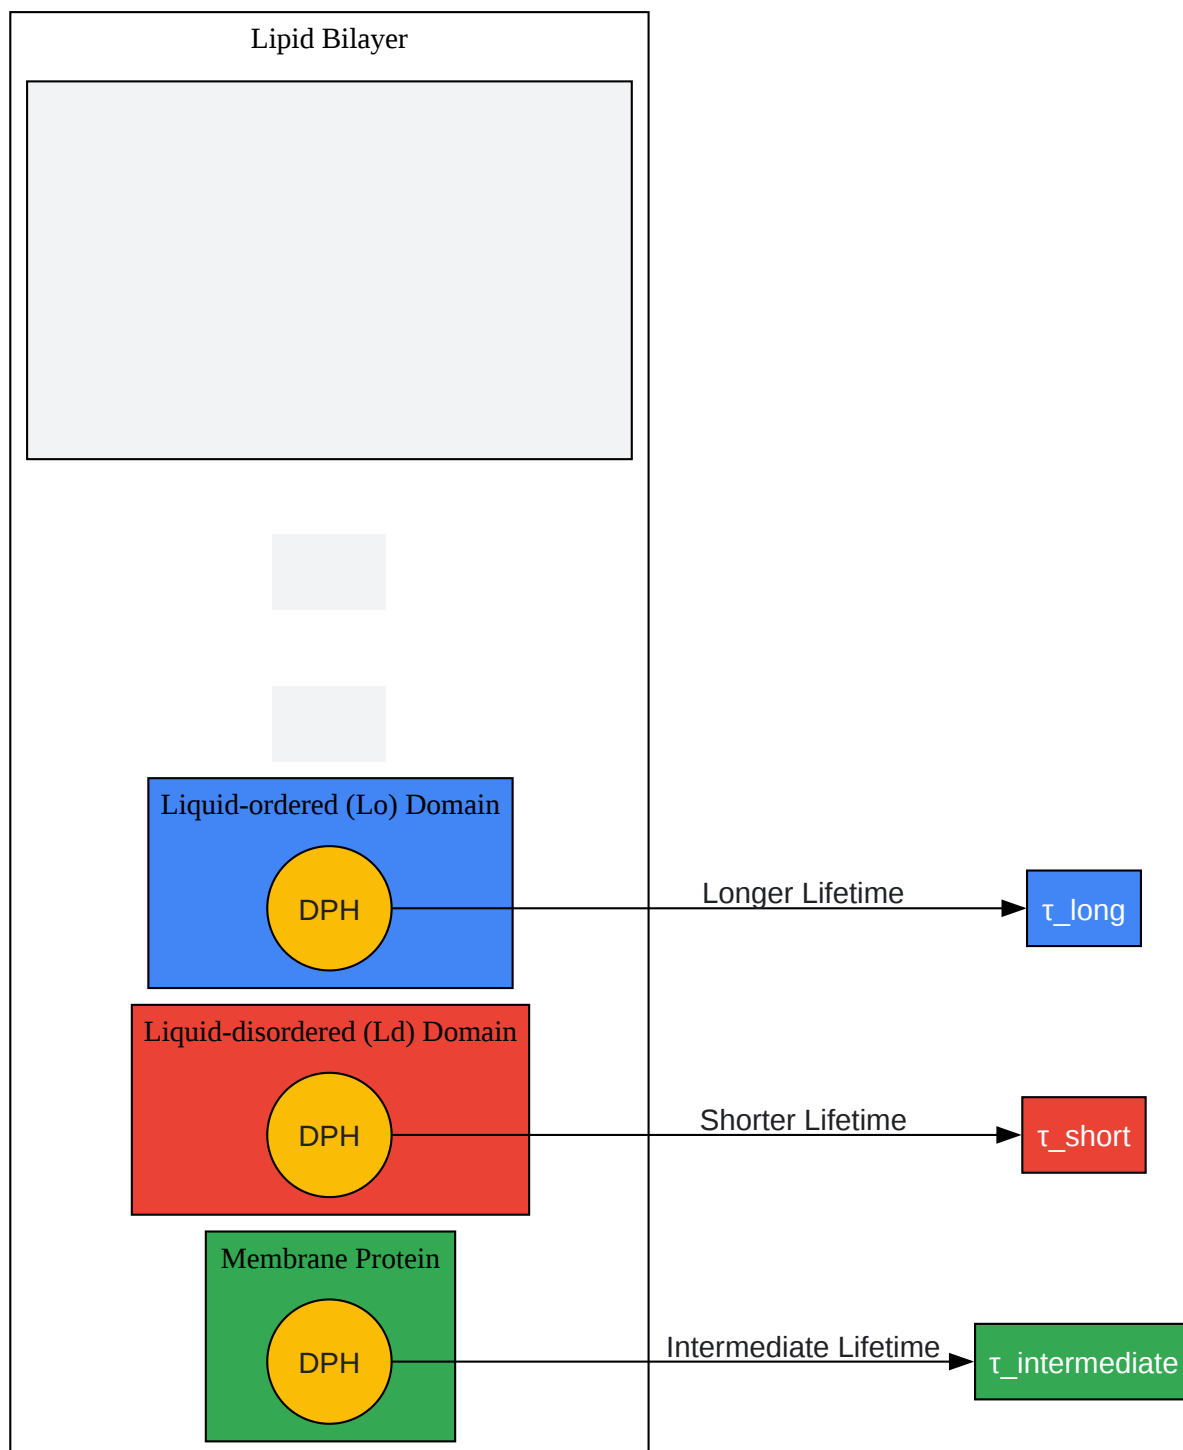 Lipid Bilayer
Liquid-ordered (Lo) Domain
DPH
Longer Lifetime
τ_long
Liquid-disordered (Ld) Domain
DPH
Shorter Lifetime
τ_short
Membrane Protein
DPH
Intermediate Lifetime
τ_intermediate